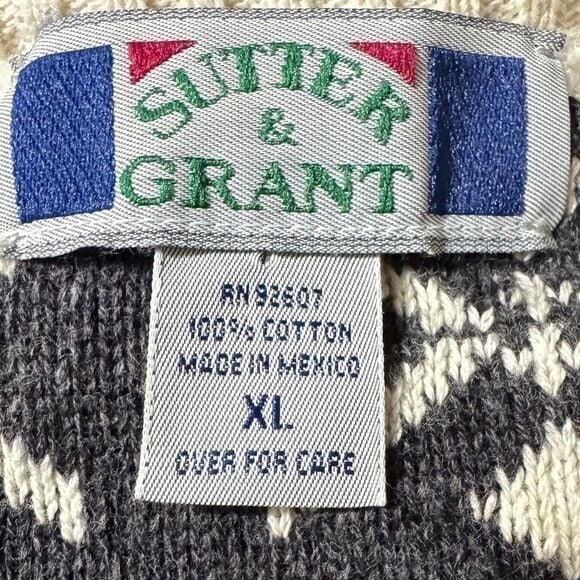 SUTTER
&
GRANT
RN 92607
100% COTTON
MADE IN MEXICO
XL
OVER FOR CARE